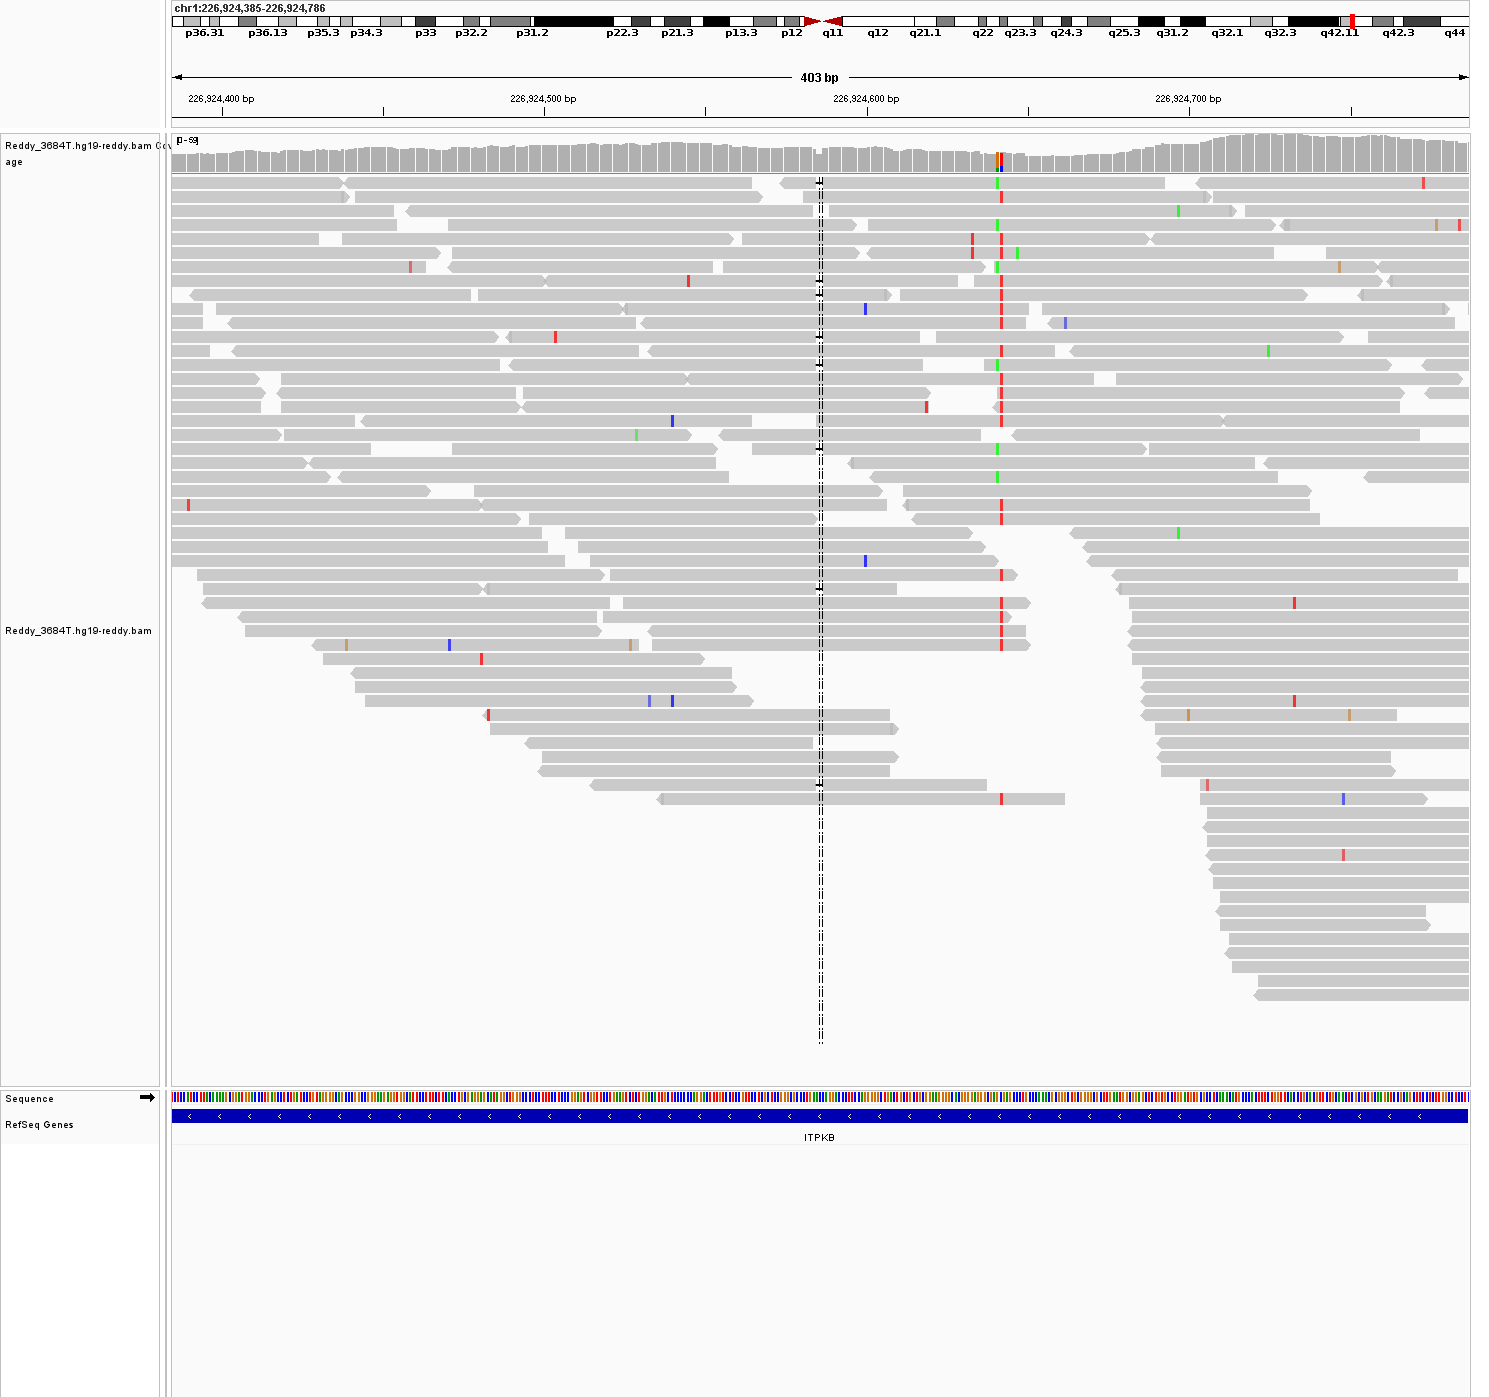 chr1:226,924,385-226,924,786
p36.31 p36.13 p35.3 p34.3 p33 p32.2 p31.2 p22.3 p21.3 p13.3 p12 q11 q12 q21.1 q22 q23.3 q24.3 q25.3 q31.2 q32.1 q32.3 q42.11 q42.3 q44
403 bp
226,924,400 bp 226,924,500 bp 226,924,600 bp 226,924,700 bp
Reddy_3684T.hg19-reddy.bam Cov
age
[0-59]
Reddy_3684T.hg19-reddy.bam
Sequence
RefSeq Genes
ITPKB